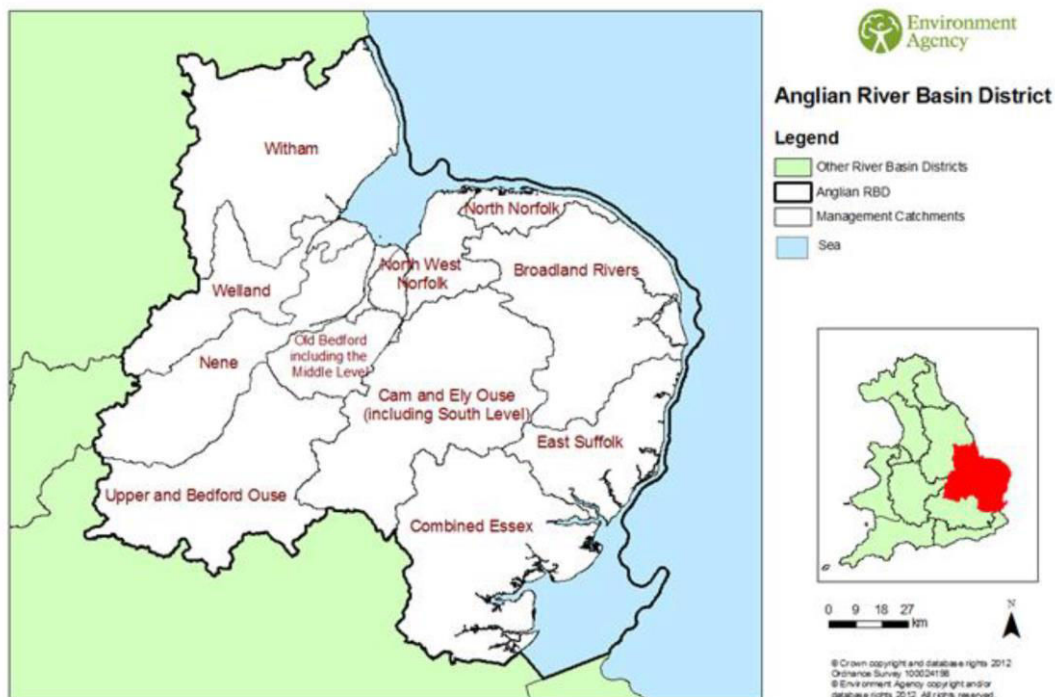 Environment
Agency
Anglian River Basin District
Legend
Other River Basin Districts
Anglian RBD
Management Catchments
Sea
Witham
North Norfolk
North West
Norfolk
Broadland Rivers
Welland
Nene
Old Bedford
including the
Middle Level
Cam and Ely Ouse
(including South Level)
East Suffolk
Upper and Bedford Ouse
Combined Essex
0 9 18 27
km
N
© Crown copyright and database rights 2012
Ordnance Survey 100024198
© Environment Agency copyright and/or
database rights 2012. All rights reserved.